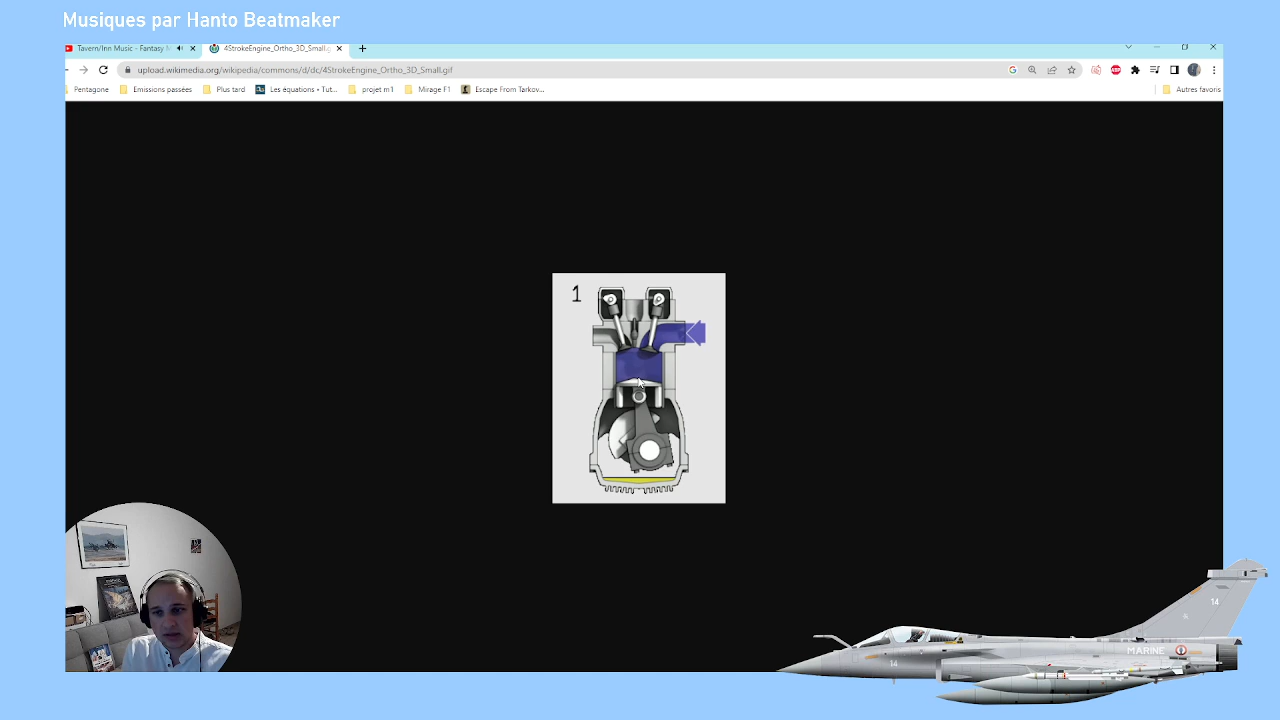 Musiques par Hanto Beatmaker
Tavern/Inn Music - Fantasy
4StrokeEngine_Ortho_3D_Small.g
upload.wikimedia.org/wikipedia/commons/d/dc/4StrokeEngine_Ortho_3D_Small.gif
Pentagone
Emissions passées
Plus tard
Les équations • Tut...
projet m1
Mirage F1
Escape From Tarkov...
Autres favoris
1
14
MARINE
14